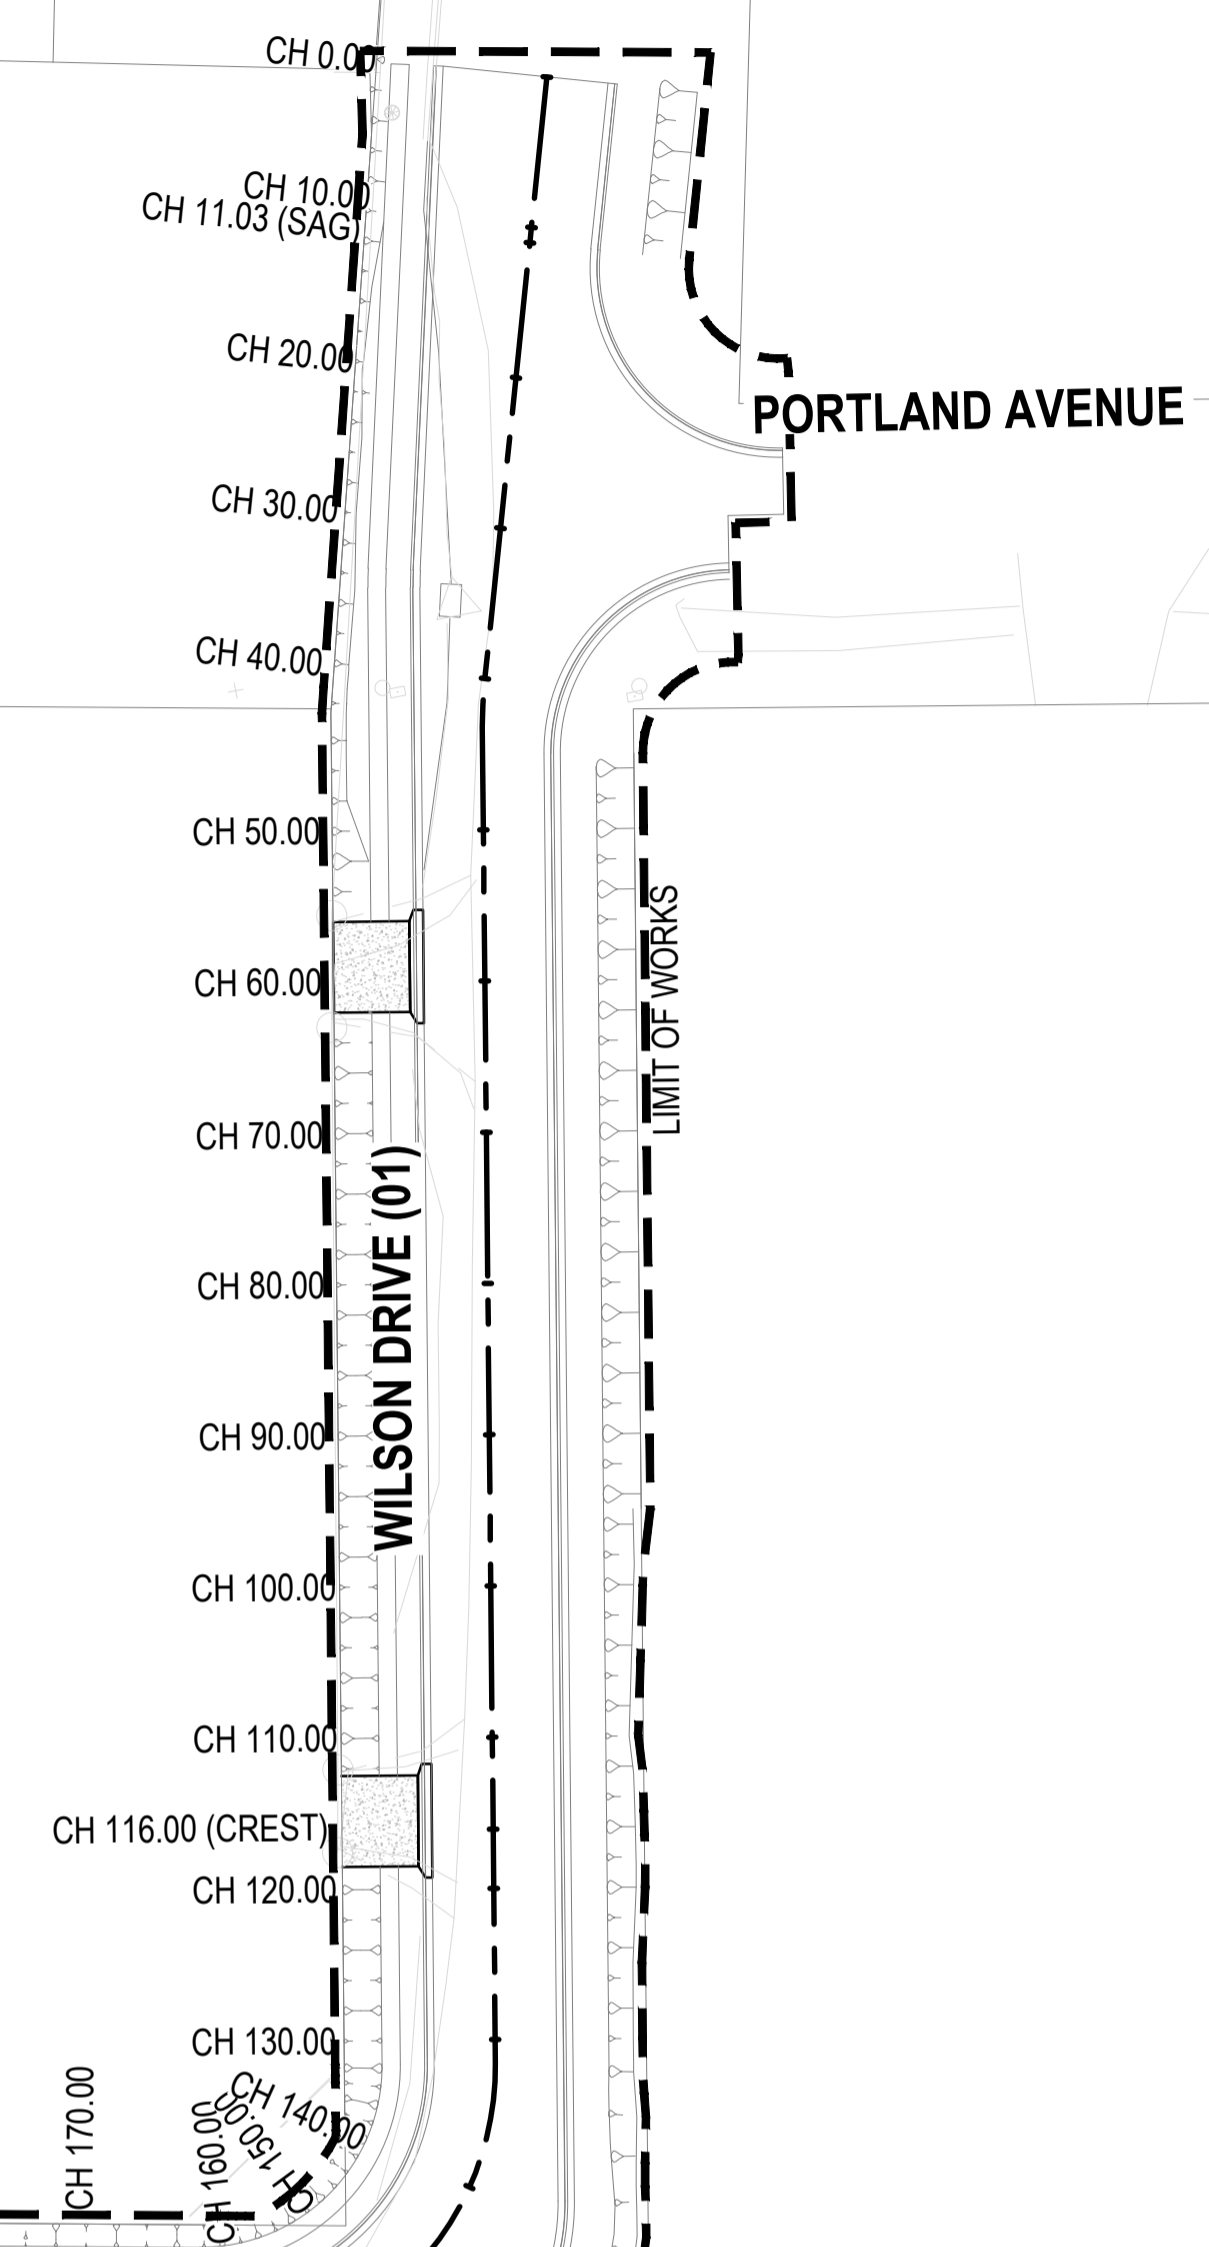 CH 0.00
CH 10.00
CH 11.03 (SAG)
CH 20.00
PORTLAND AVENUE
CH 30.00
CH 40.00
CH 50.00
LIMIT OF WORKS
CH 60.00
CH 70.00
WILSON DRIVE (01)
CH 80.00
CH 90.00
CH 100.00
CH 110.00
CH 116.00 (CREST)
CH 120.00
CH 130.00
CH 140.00
CH 150.00
CH 160.00
CH 170.00